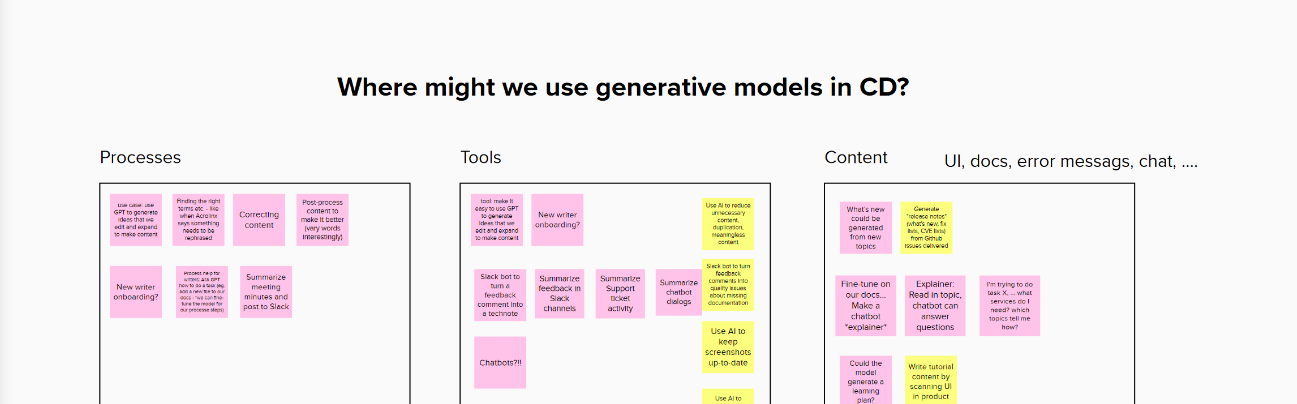 Where might we use generative models in CD?
Processes
Tools
Content
UI, docs, error messags, chat, ....
use case: use
GPT to generate
ideas that we
edit and expand
to make content
Finding the right
terms etc. - like
when Acrolinx
says something
needs to be
rephrased
Correcting
content
Post-process
content to
make it better
(vary words
interestingly)
New writer
onboarding?
Process help for
writers: Ask GPT
how to do a task (eg.
add a new file to our
docs - we can fine-
tune the model for
our processe steps)
Summarize
meeting
minutes and
post to Slack
tool: make it
easy to use GPT
to generate
ideas that we
edit and expand
to make content
New writer
onboarding?
Use AI to reduce
unnecessary
content,
duplication,
meaningless
content
Slack bot to
turn a
feedback
comment into
a technote
Summarize
feedback in
Slack
channels
Summarize
Support
ticket
activity
Summarize
chatbot
dialogs
Slack bot to turn
feedback
comments into
quality issues
about missing
documentation
Chatbots?!!
Use AI to
keep
screenshots
up-to-date
Use AI to
What's new
could be
generated
from new
topics
Generate
"release notes"
(what's new, fix
lists, CVE lists)
from Github
issues delivered
Fine-tune on
our docs...
Make a
chatbot
"explainer"
Explainer:
Read in topic,
chatbot can
answer
questions
I'm trying to do
task X, ... what
services do I
need? which
topics tell me
how?
Could the
model
generate a
learning
plan?
Write tutorial
content by
scanning UI
in product